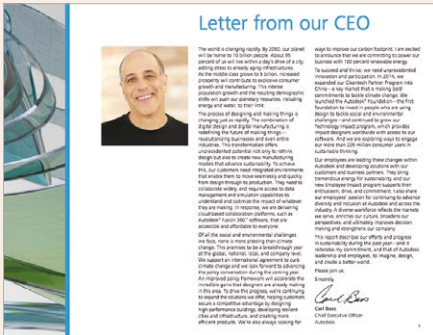 Letter from our CEO
The world is changing rapidly. By 2050, our planet
will be home to 10 billion people. About 95
percent of us will live within a day's drive of a city,
adding stress to already aging infrastructures.
As the middle class grows to 5 billion, increased
prosperity will contribute to explosive consumer
growth and manufacturing. This intense
population growth and the resulting demographic
shifts will push our planetary resources, including
energy and water, to their limit.
The process of designing and making things is
changing just as rapidly. The combination of
digital design and digital manufacturing is
redefining the future of making things—
revolutionizing businesses and even entire
industries. This transformation offers
unprecedented potential not only to rethink
design but also to create new manufacturing
models that advance sustainability. To achieve
this, our customers need integrated environments
that enable them to move seamlessly and quickly
from design through to production. They need to
collaborate widely, and require access to data
management and simulation capabilities to
understand and optimize the impact of whatever
they are making. In response, we are delivering
cloud-based collaboration platforms, such as
Autodesk® Fusion 360™ software, that are
accessible and affordable to everyone.
Of all the social and environmental challenges
we face, none is more pressing than climate
change. This promises to be a breakthrough year
at the global, national, local, and company level.
We support an international agreement to curb
climate change and we look forward to advancing
the policy conversation during the coming year.
An improved policy framework will accelerate the
incredible gains that designers are already making
in this area. To drive this progress, we're continuing
to expand the solutions we offer, helping customers
secure a competitive advantage by designing
high-performance buildings, developing resilient
cities and infrastructure, and creating more
efficient products. We're also always looking for
ways to improve our carbon footprint. I am excited
to announce that we are committing to power our
business with 100 percent renewable energy.
To succeed and thrive, we need unprecedented
innovation and participation. In 2014, we
expanded our Cleantech Partner Program into
China—a key market that is making bold
commitments to tackle climate change. We
launched the Autodesk® Foundation—the first
foundation to invest in people who are using
design to tackle social and environmental
challenges—and continued to grow our
Technology Impact program, which provides
impact designers worldwide with access to our
software. And we are exploring ways to engage
our more than 225 million consumer users in
sustainable thinking.
Our employees are leading these changes within
Autodesk and developing solutions with our
customers and business partners. They bring
tremendous energy for sustainability, and our
new Employee Impact program supports their
enthusiasm, drive, and commitment. I also share
our employees' passion for continuing to advance
diversity and inclusion at Autodesk and across the
industry. A diverse workforce reflects the markets
we serve, enriches our culture, broadens our
perspectives, and ultimately improves decision
making and strengthens our company.
This report describes our efforts and progress
in sustainability during the past year—and it
reiterates my commitment, and that of Autodesk
leadership and employees, to imagine, design,
and create a better world.
Please join us.
Sincerely,
Carl Bass
Carl Bass
Chief Executive Officer
Autodesk